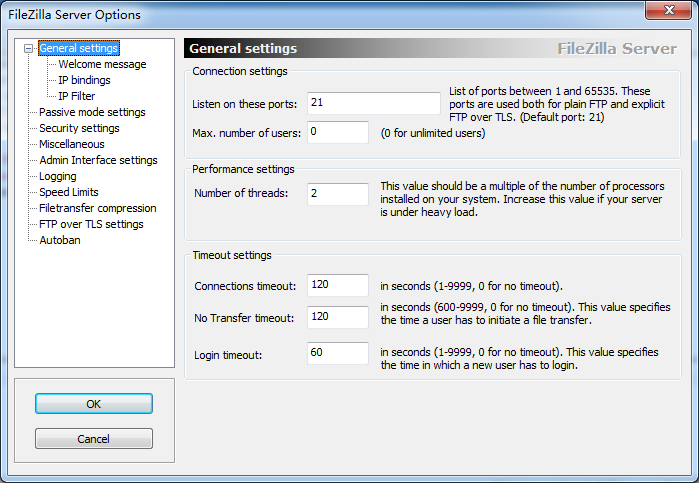 FileZilla Server Options
General settings
Welcome message
IP bindings
IP Filter
Passive mode settings
Security settings
Miscellaneous
Admin Interface settings
Logging
Speed Limits
Filetransfer compression
FTP over TLS settings
Autoban
OK
Cancel
General settings
FileZilla Server
Connection settings
Listen on these ports:
21
List of ports between 1 and 65535. These
ports are used both for plain FTP and explicit
FTP over TLS. (Default port: 21)
Max. number of users:
0
(0 for unlimited users)
Performance settings
Number of threads:
2
This value should be a multiple of the number of processors
installed on your system. Increase this value if your server
is under heavy load.
Timeout settings
Connections timeout:
120
in seconds (1-9999, 0 for no timeout).
No Transfer timeout:
120
in seconds (600-9999, 0 for no timeout). This value specifies
the time a user has to initiate a file transfer.
Login timeout:
60
in seconds (1-9999, 0 for no timeout). This value specifies
the time in which a new user has to login.